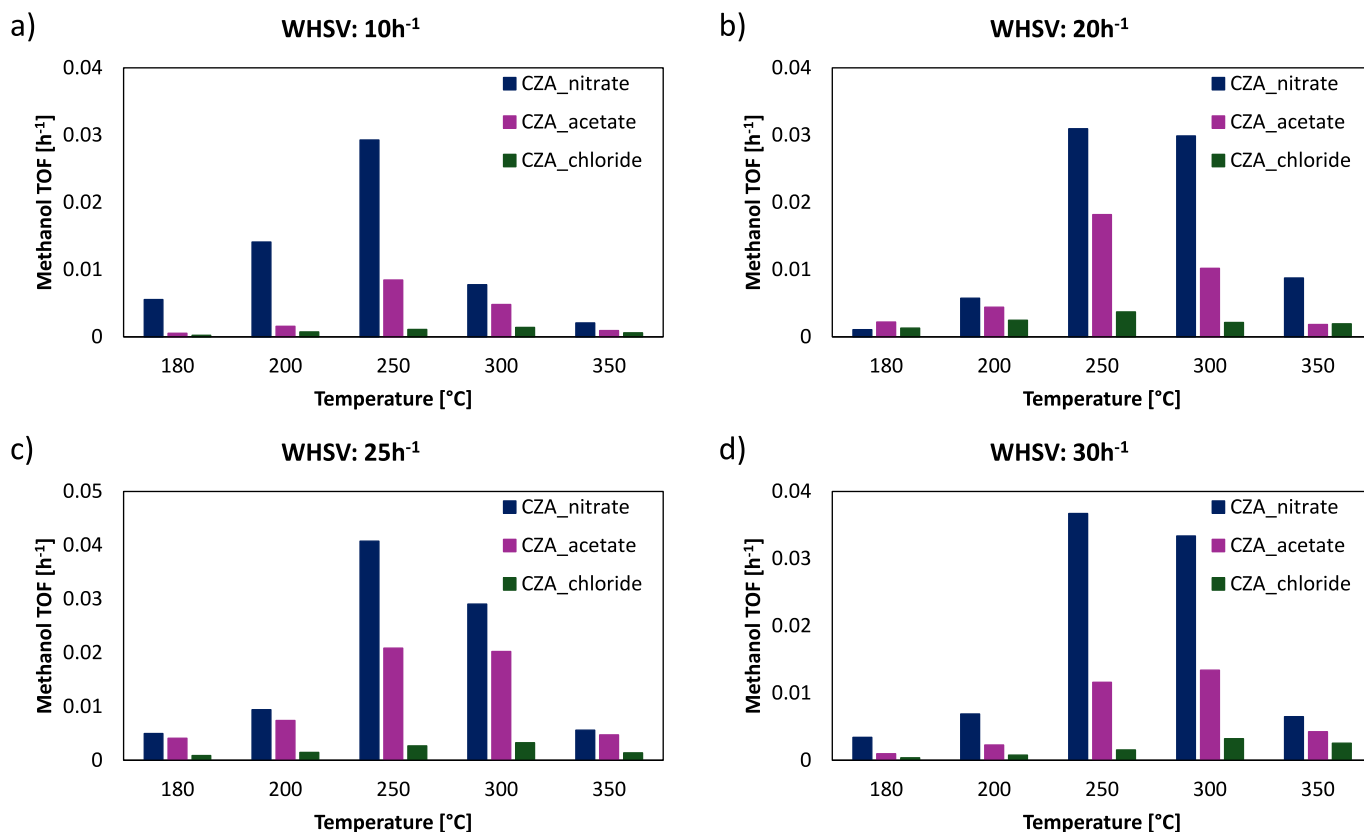 a)
WHSV: 10h-1
0.04
0.03
0.02
0.01
0
Methanol TOF [h-1]
CZA_nitrate
CZA_acetate
CZA_chloride
180 200 250 300 350
Temperature [°C]
b)
WHSV: 20h-1
0.04
0.03
0.02
0.01
0
Methanol TOF [h-1]
CZA_nitrate
CZA_acetate
CZA_chloride
180 200 250 300 350
Temperature [°C]
c)
WHSV: 25h-1
0.05
0.04
0.03
0.02
0.01
0
Methanol TOF [h-1]
CZA_nitrate
CZA_acetate
CZA_chloride
180 200 250 300 350
Temperature [°C]
d)
WHSV: 30h-1
0.04
0.03
0.02
0.01
0
Methanol TOF [h-1]
CZA_nitrate
CZA_acetate
CZA_chloride
180 200 250 300 350
Temperature [°C]